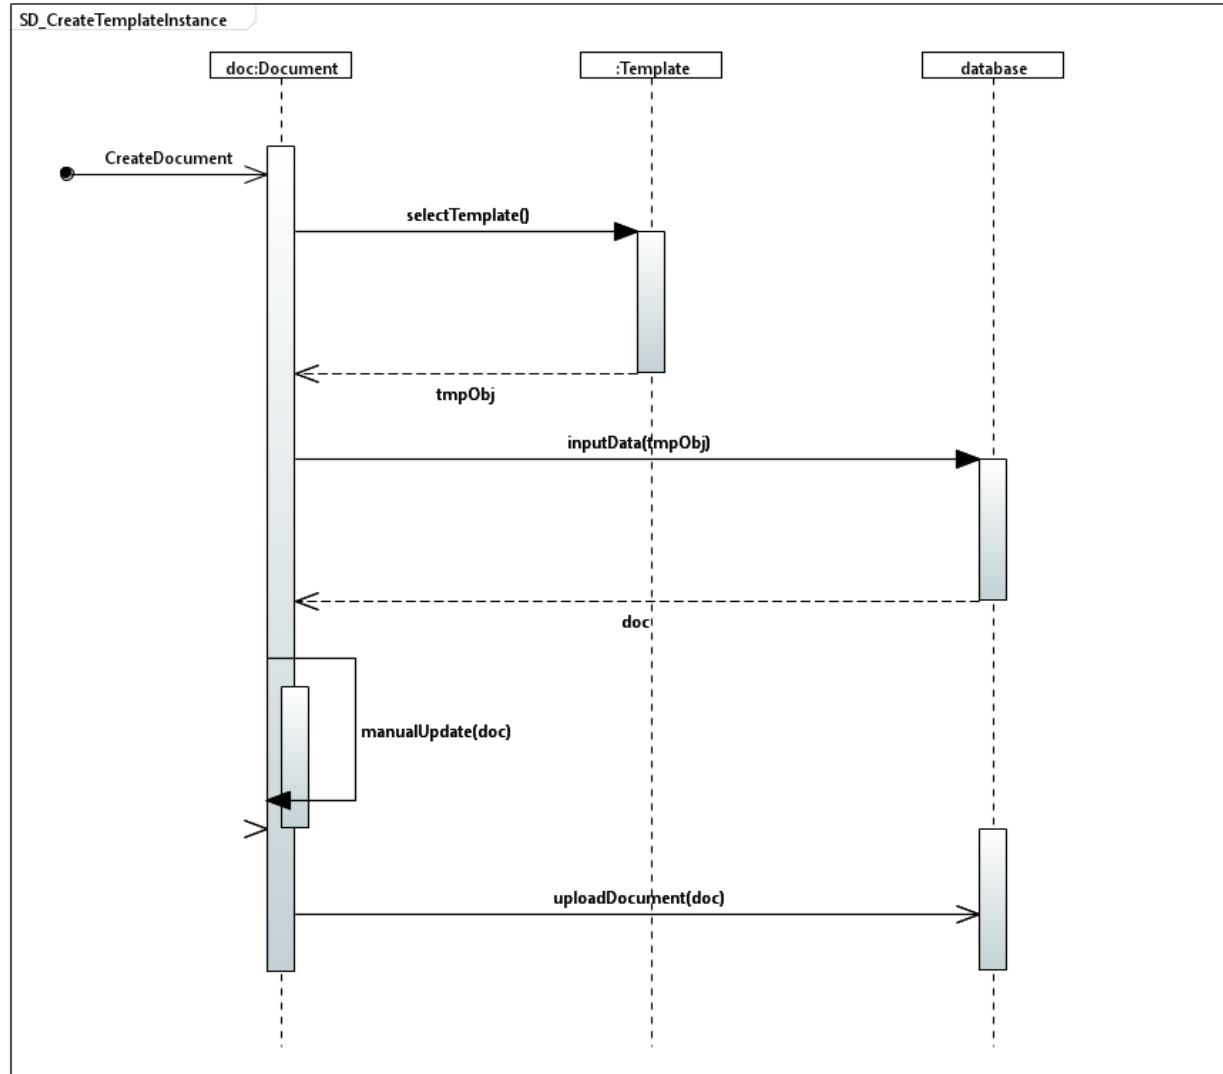 SD_CreateTemplateInstance
doc:Document
:Template
database
CreateDocument
selectTemplate()
tmpObj
inputData(tmpObj)
doc
manualUpdate(doc)
uploadDocument(doc)